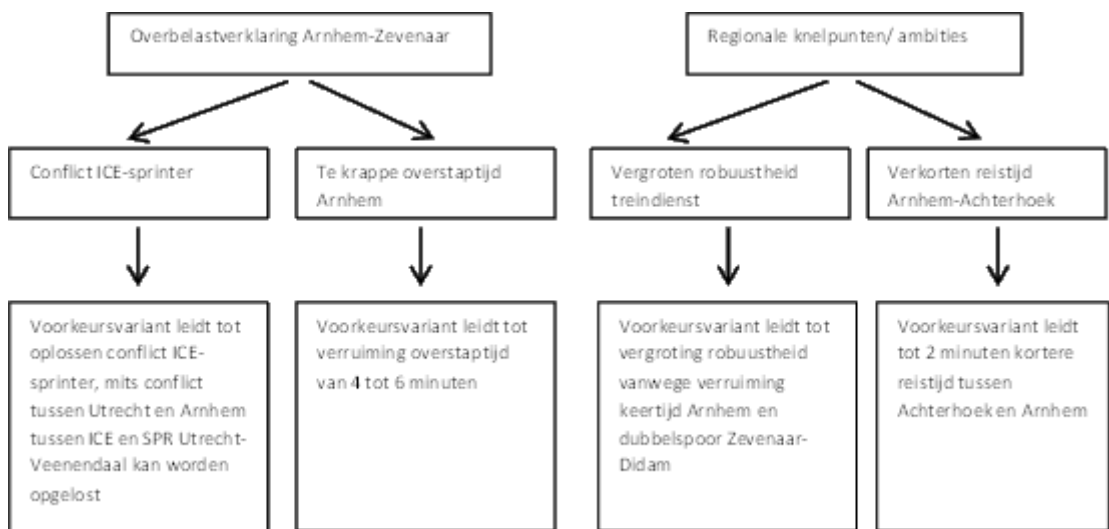 Overbelastverklaring Arnhem-Zevenaar
Regionale knelpunten/ ambities
Conflict ICE-sprinter
Te krappe overstaptijd
Arnhem
Vergroten robuustheid
treindienst
Verkorten reistijd
Arnhem-Achterhoek
Voorkeursvariant leidt tot
oplossen conflict ICE-
sprinter, mits conflict
tussen Utrecht en Arnhem
tussen ICE en SPR Utrecht-
Veenendaal kan worden
opgelost
Voorkeursvariant leidt tot
verruiming overstaptijd
van 4 tot 6 minuten
Voorkeursvariant leidt tot
vergroting robuustheid
vanwege verruiming
keertijd Arnhem en
dubbelspoor Zevenaar-
Didam
Voorkeursvariant leidt
tot 2 minuten kortere
reistijd tussen
Achterhoek en Arnhem